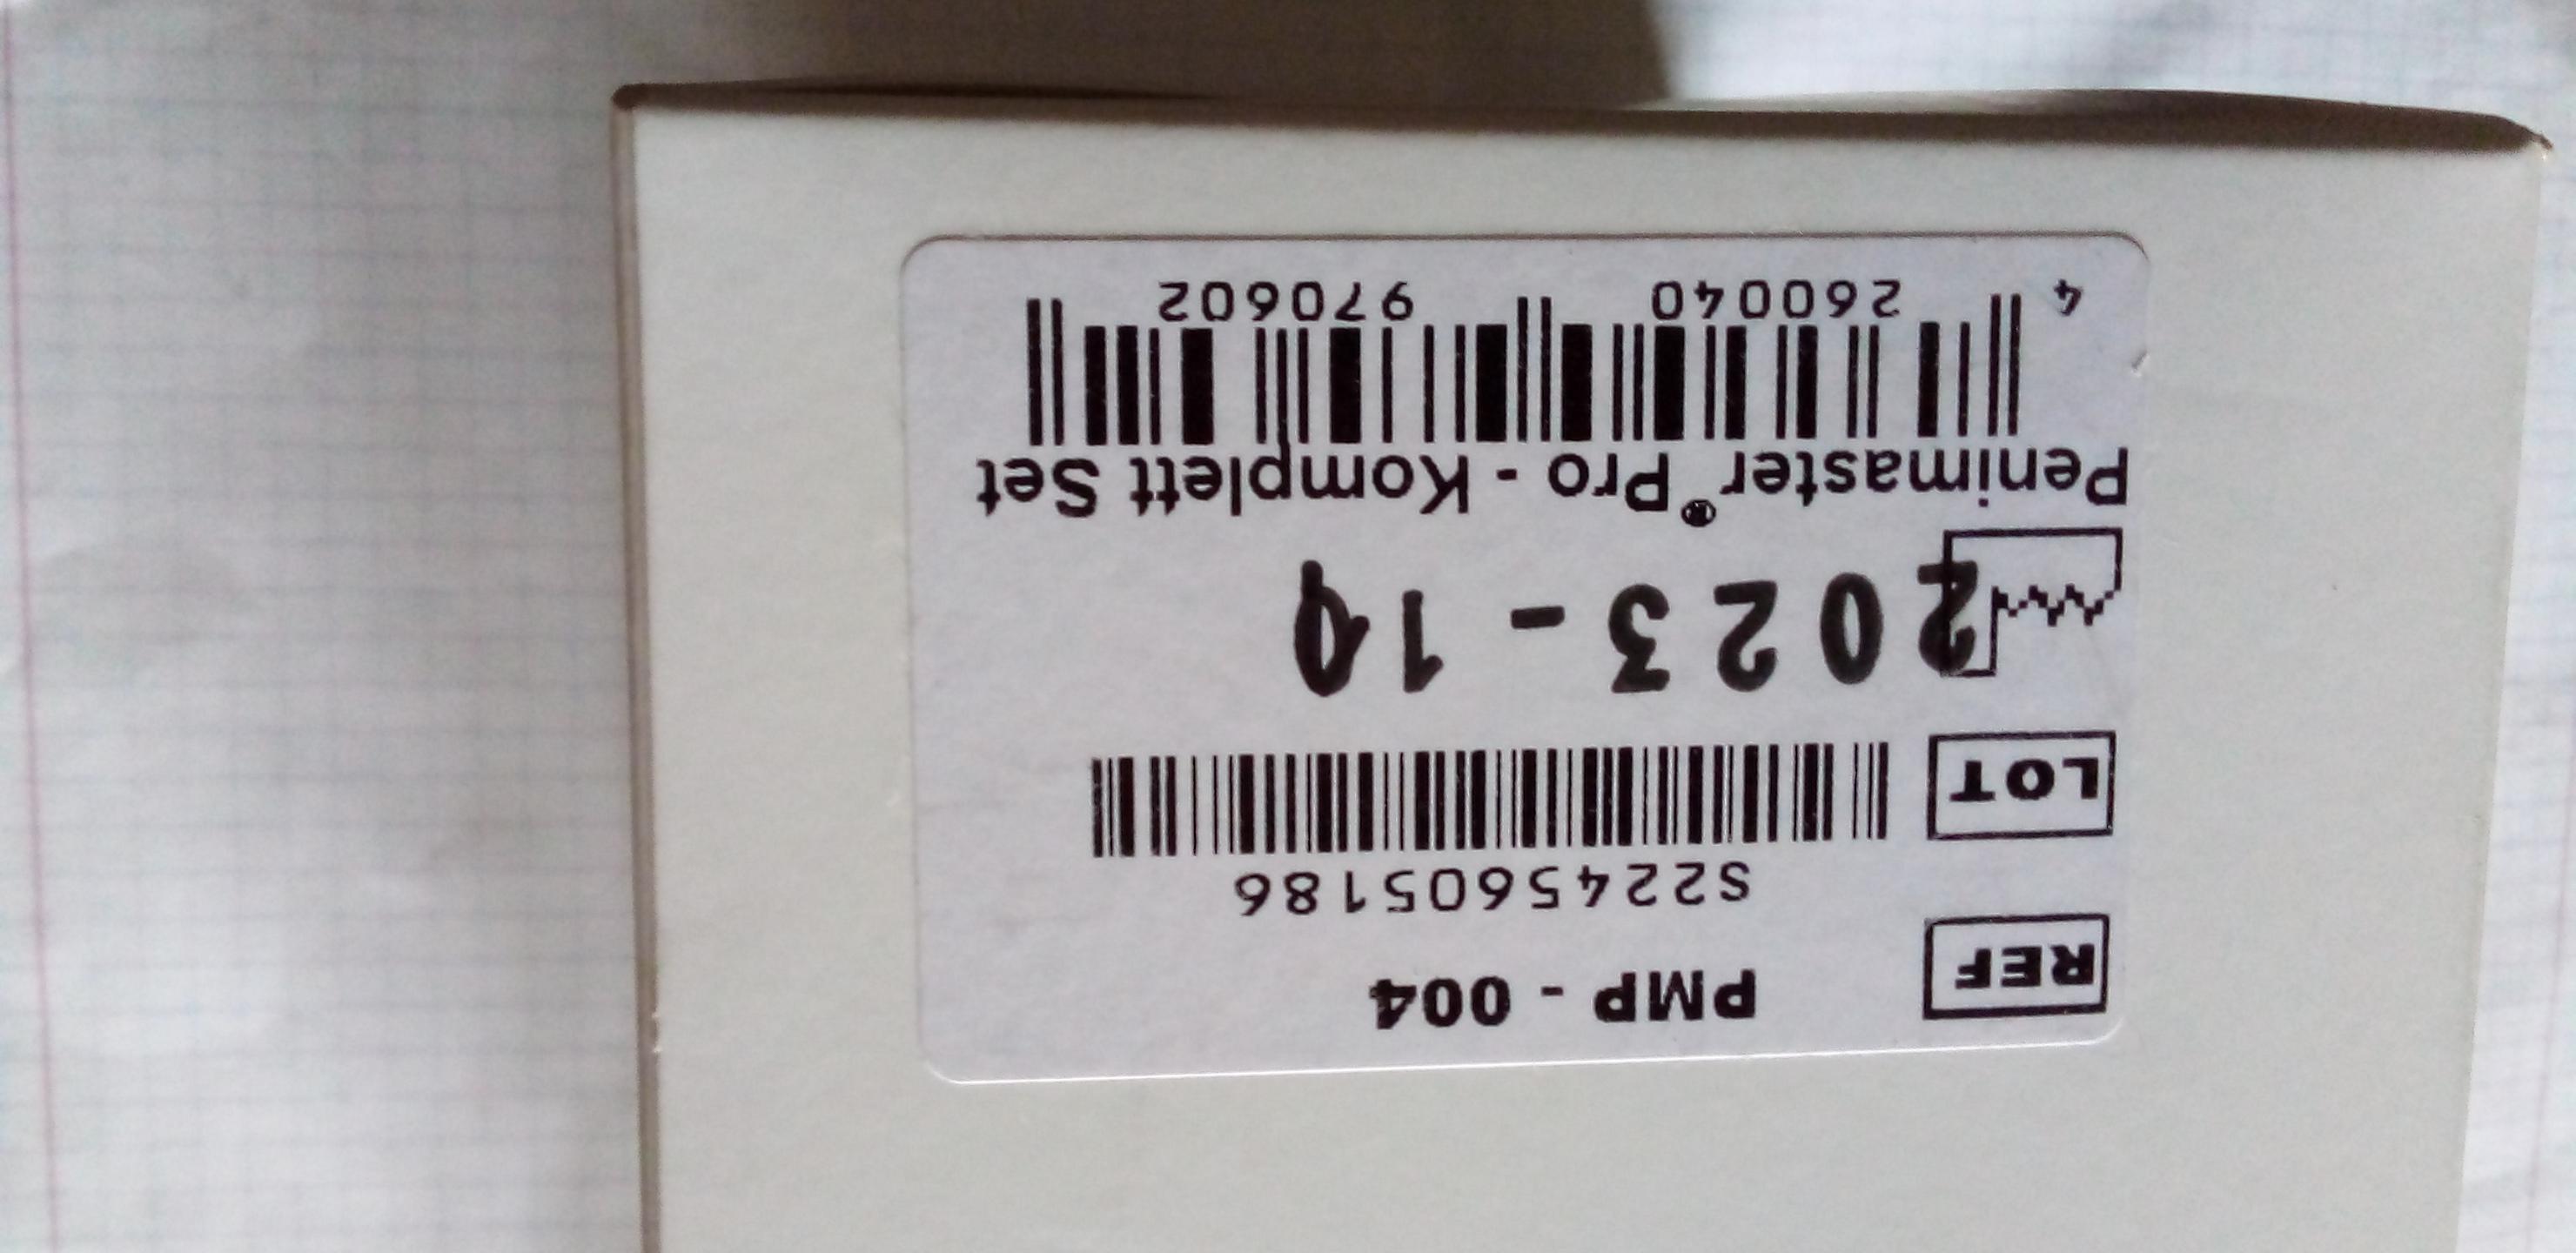 REF PMP - 004
S2245605186
LOT
2023-10
Penimaster® Pro - Komplett Set
4 260040 970602